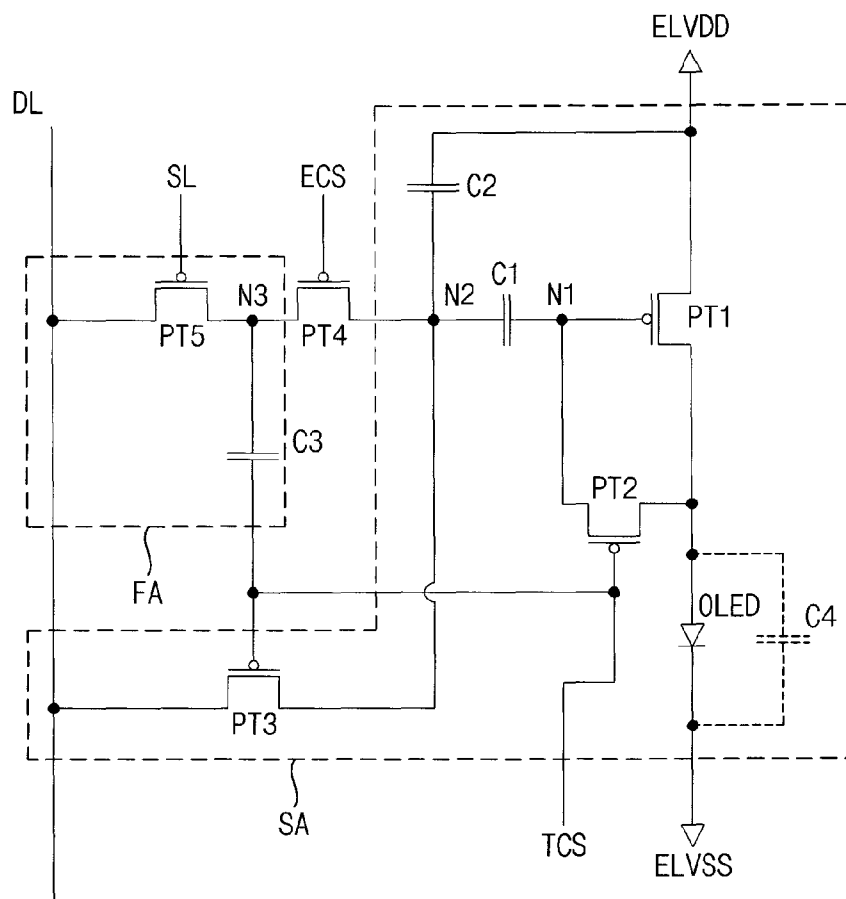 ELVDD
DL
SL
ECS
C2
N3
N2
C1
N1
PT5
PT4
PT1
C3
PT2
FA
OLED
C4
PT3
SA
TCS
ELVSS